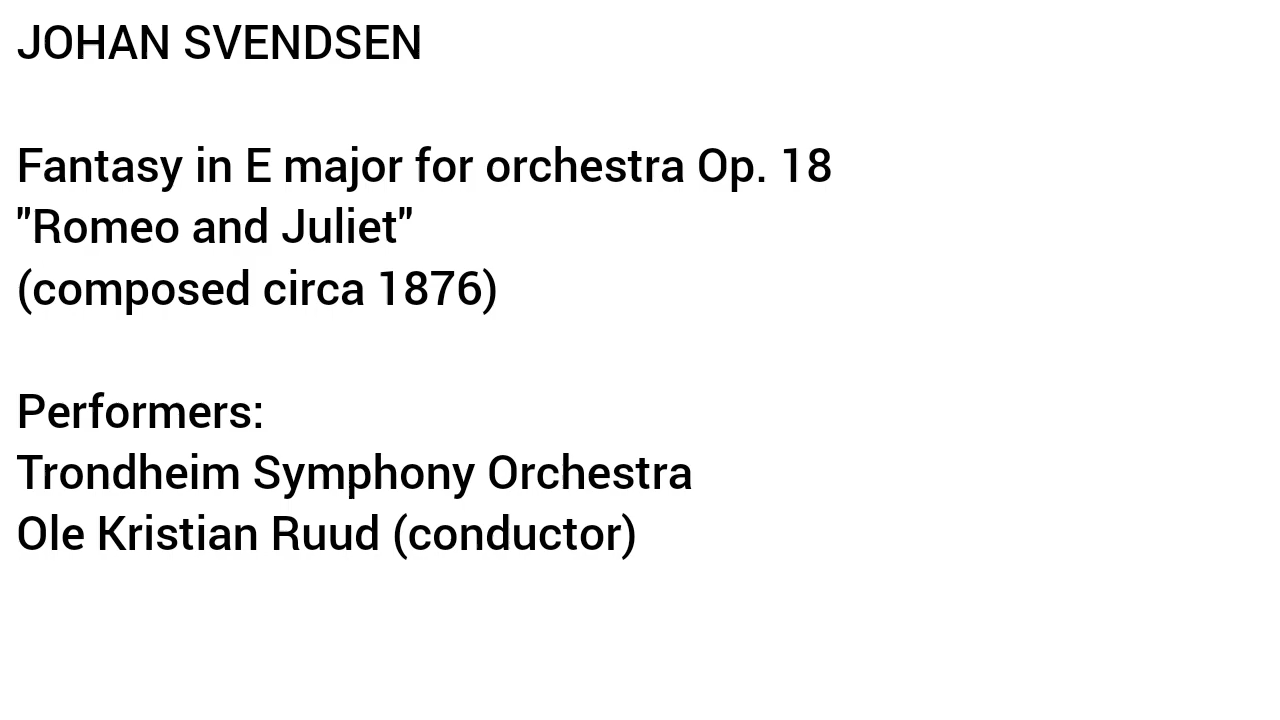 JOHAN SVENDSEN
Fantasy in E major for orchestra Op. 18
"Romeo and Juliet"
(composed circa 1876)
Performers:
Trondheim Symphony Orchestra
Ole Kristian Ruud (conductor)